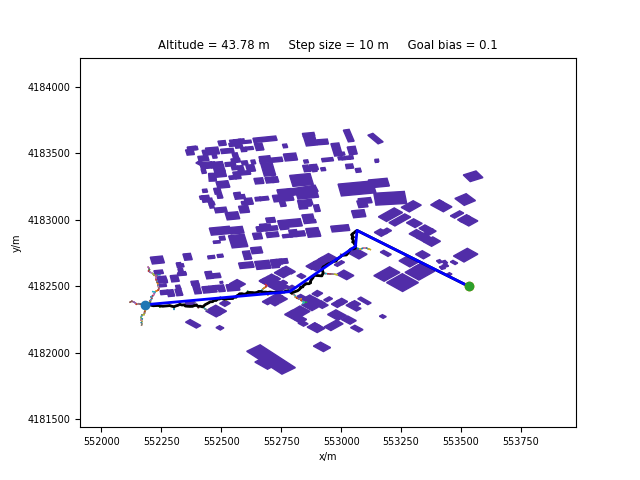 Altitude = 43.78 m Step size = 10 m Goal bias = 0.1
4184000
4183500
4183000
4182500
4182000
4181500
y/m
552000 552250 552500 552750 553000 553250 553500 553750
x/m